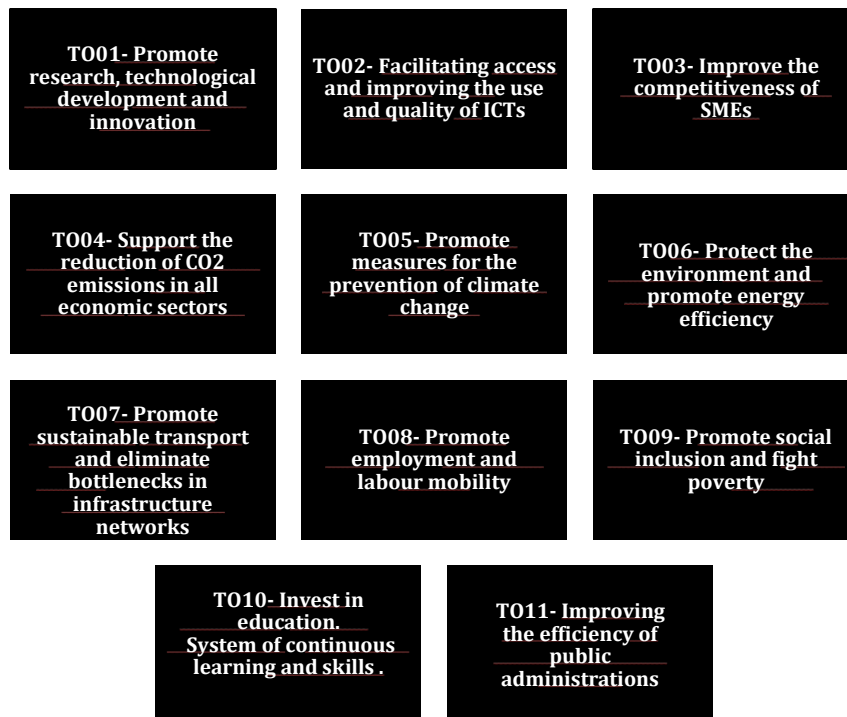 TO01- Promote
research, technological
development and
innovation
TO02- Facilitating access
and improving the use
and quality of ICTs
TO03- Improve the
competitiveness of
SMEs
TO04- Support the
reduction of CO2
emissions in all
economic sectors
TO05- Promote
measures for the
prevention of climate
change
TO06- Protect the
environment and
promote energy
efficiency
TO07- Promote
sustainable transport
and eliminate
bottlenecks in
infrastructure
networks
TO08- Promote
employment and
labour mobility
TO09- Promote social
inclusion and fight
poverty
TO10- Invest in
education.
System of continuous
learning and skills .
TO11- Improving
the efficiency of
public
administrations